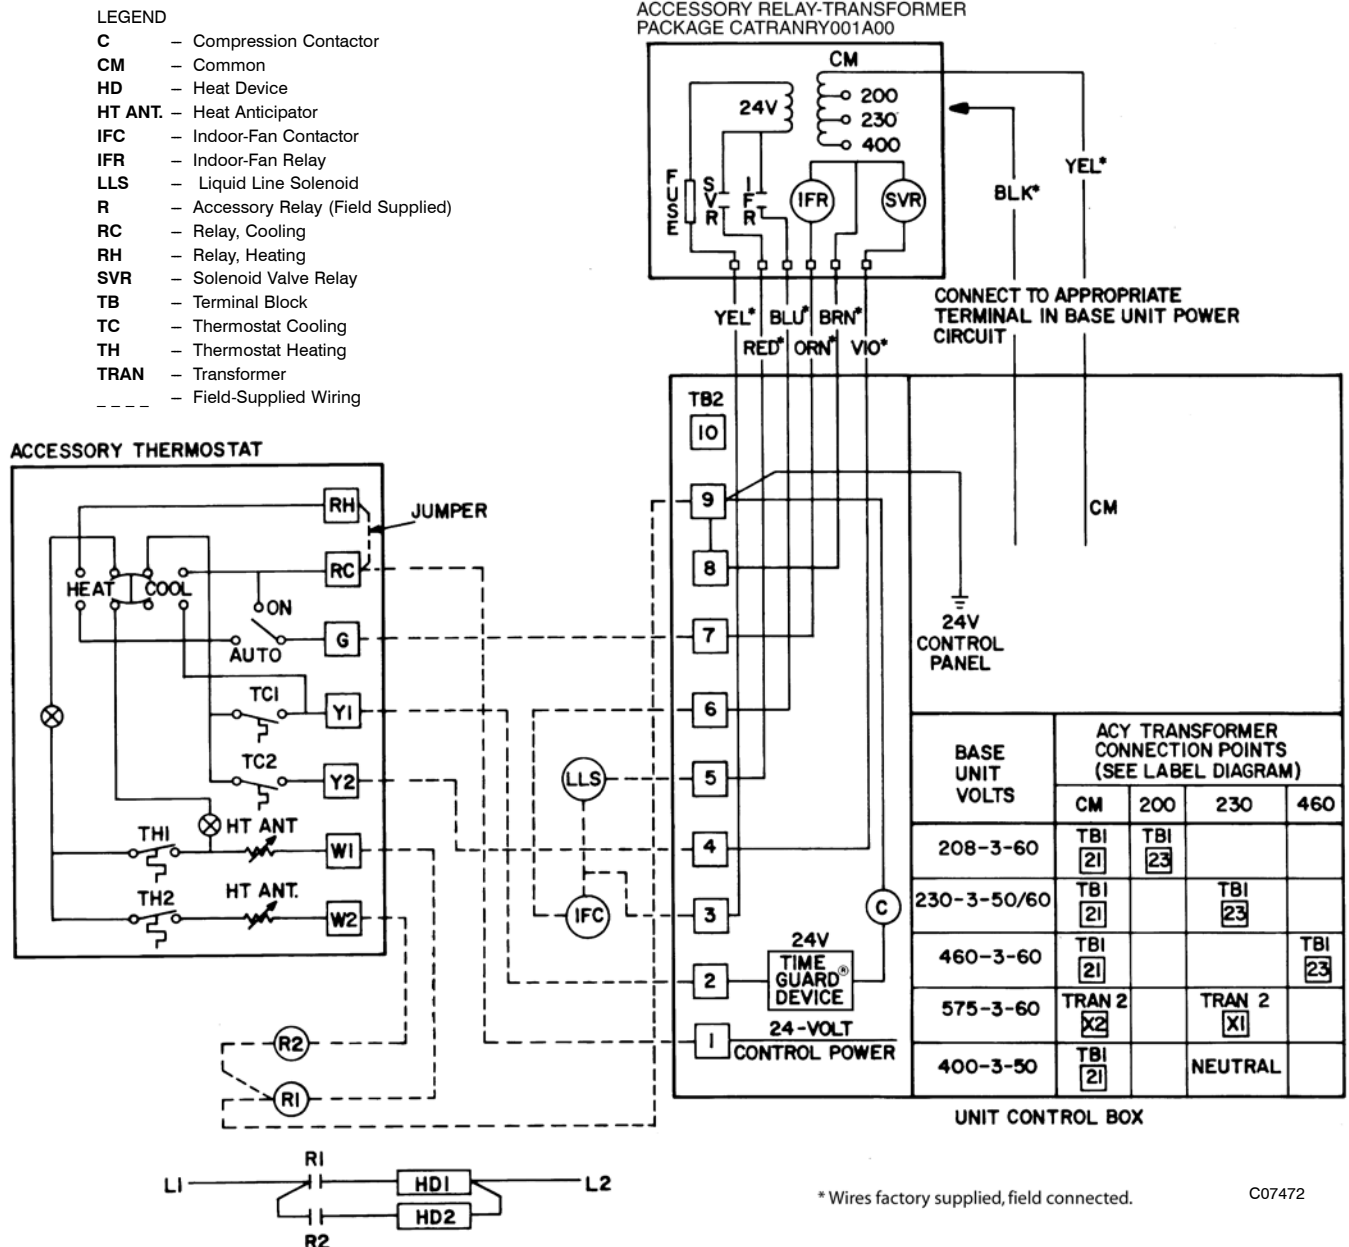 LEGEND
C – Compression Contactor
CM – Common
HD – Heat Device
HT ANT. – Heat Anticipator
IFC – Indoor-Fan Contactor
IFR – Indoor-Fan Relay
LLS – Liquid Line Solenoid
R – Accessory Relay (Field Supplied)
RC – Relay, Cooling
RH – Relay, Heating
SVR – Solenoid Valve Relay
TB – Terminal Block
TC – Thermostat Cooling
TH – Thermostat Heating
TRAN – Transformer
_ _ _ _ – Field-Supplied Wiring
ACCESSORY RELAY-TRANSFORMER
PACKAGE CATRANRY001A00
CM
24V
200
230
400
FUSE
SVR
IFR
IFR
SVR
BLK*
YEL*
YEL* BLU* BRN*
RED* ORN* VIO*
CONNECT TO APPROPRIATE
TERMINAL IN BASE UNIT POWER
CIRCUIT
ACCESSORY THERMOSTAT
RH
JUMPER
RC
HEAT COOL
ON
G
AUTO
TC1
Y1
TC2
Y2
TH1
HT ANT
W1
TH2
HT ANT.
W2
R2
R1
LLS
IFC
TB2
10
9
8
7
6
5
4
3
2
1
C
24V
TIME
GUARD®
DEVICE
24-VOLT
CONTROL POWER
CM
24V
CONTROL
PANEL
BASE
UNIT
VOLTS
ACY TRANSFORMER
CONNECTION POINTS
(SEE LABEL DIAGRAM)
CM 200 230 460
208-3-60 TB1 21 TB1 23
230-3-50/60 TB1 21 TB1 23
460-3-60 TB1 21 TB1 23
575-3-60 TRAN 2 X2 TRAN 2 X1
400-3-50 TB1 21 NEUTRAL
UNIT CONTROL BOX
R1
L1 HD1 L2
HD2
R2
* Wires factory supplied, field connected.
C07472